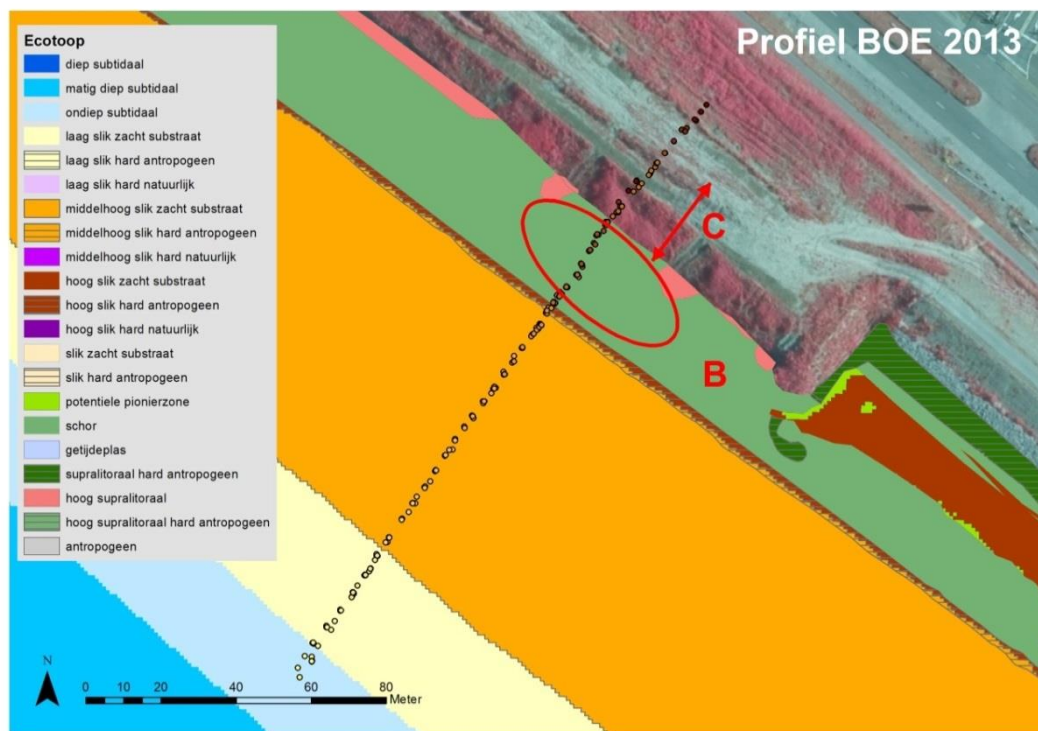 Profiel BOE 2013
Ecotoop
diep subtidaal
matig diep subtidaal
ondiep subtidaal
laag slik zacht substraat
laag slik hard antropogeen
laag slik hard natuurlijk
middelhoog slik zacht substraat
middelhoog slik hard antropogeen
middelhoog slik hard natuurlijk
hoog slik zacht substraat
hoog slik hard antropogeen
hoog slik hard natuurlijk
slik zacht substraat
slik hard antropogeen
potentiele pionierzone
schor
getijdeplas
supralitoraal hard antropogeen
hoog supralitoraal
hoog supralitoraal hard antropogeen
antropogeen
C
B
N
0 10 20 40 60 80
Meter